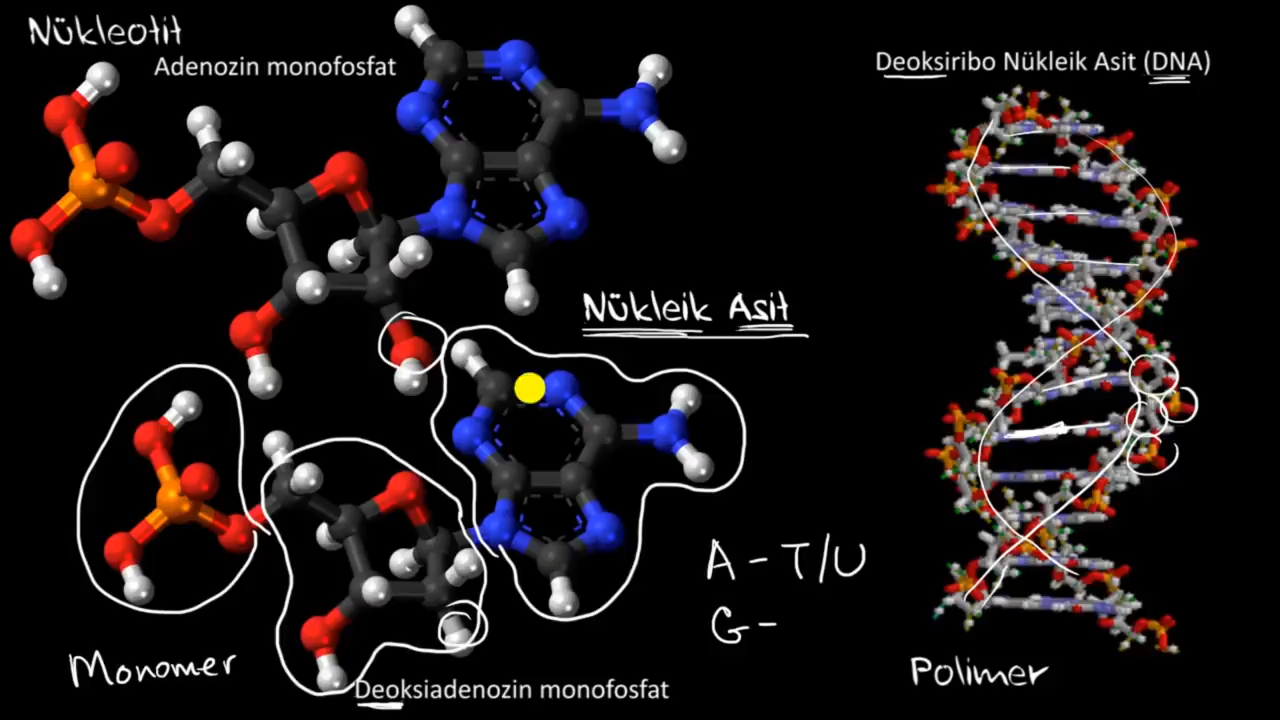 Nükleotit
Adenozin monofosfat
Deoksiribo Nükleik Asit (DNA)
Nükleik Asit
A - T/U
G -
Monomer
Deoksiadenozin monofosfat
Polimer